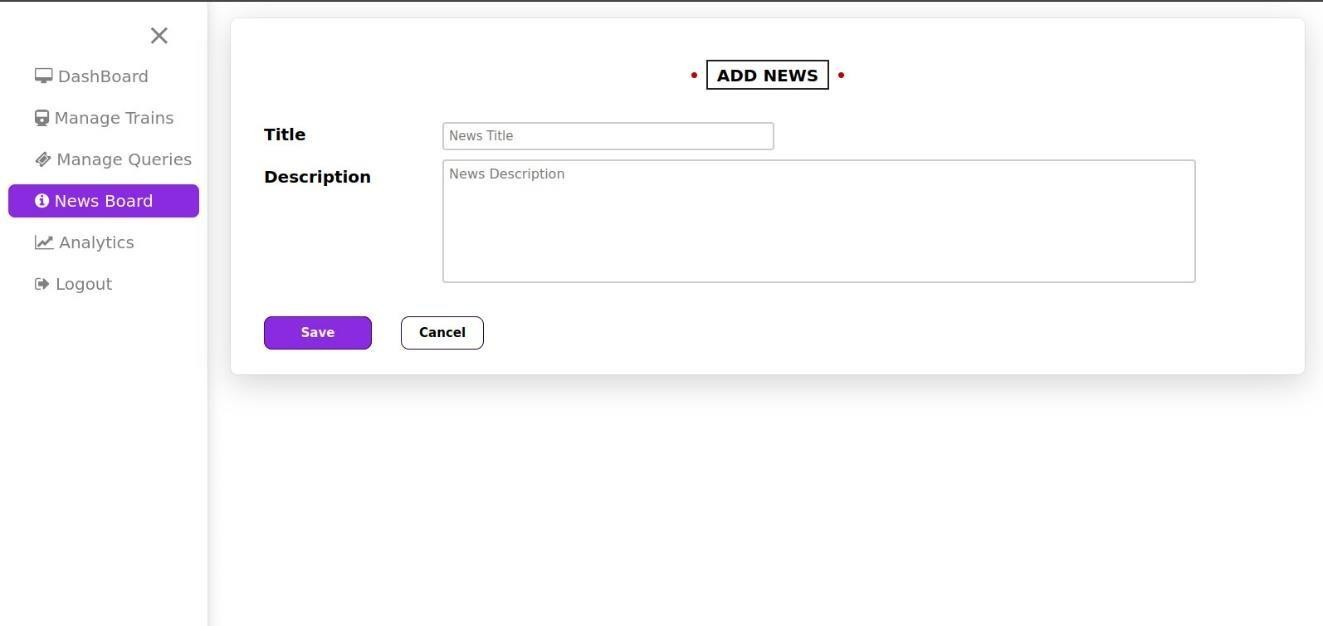 DashBoard
Manage Trains
Manage Queries
News Board
Analytics
Logout
• ADD NEWS •
Title
News Title
Description
News Description
Save
Cancel